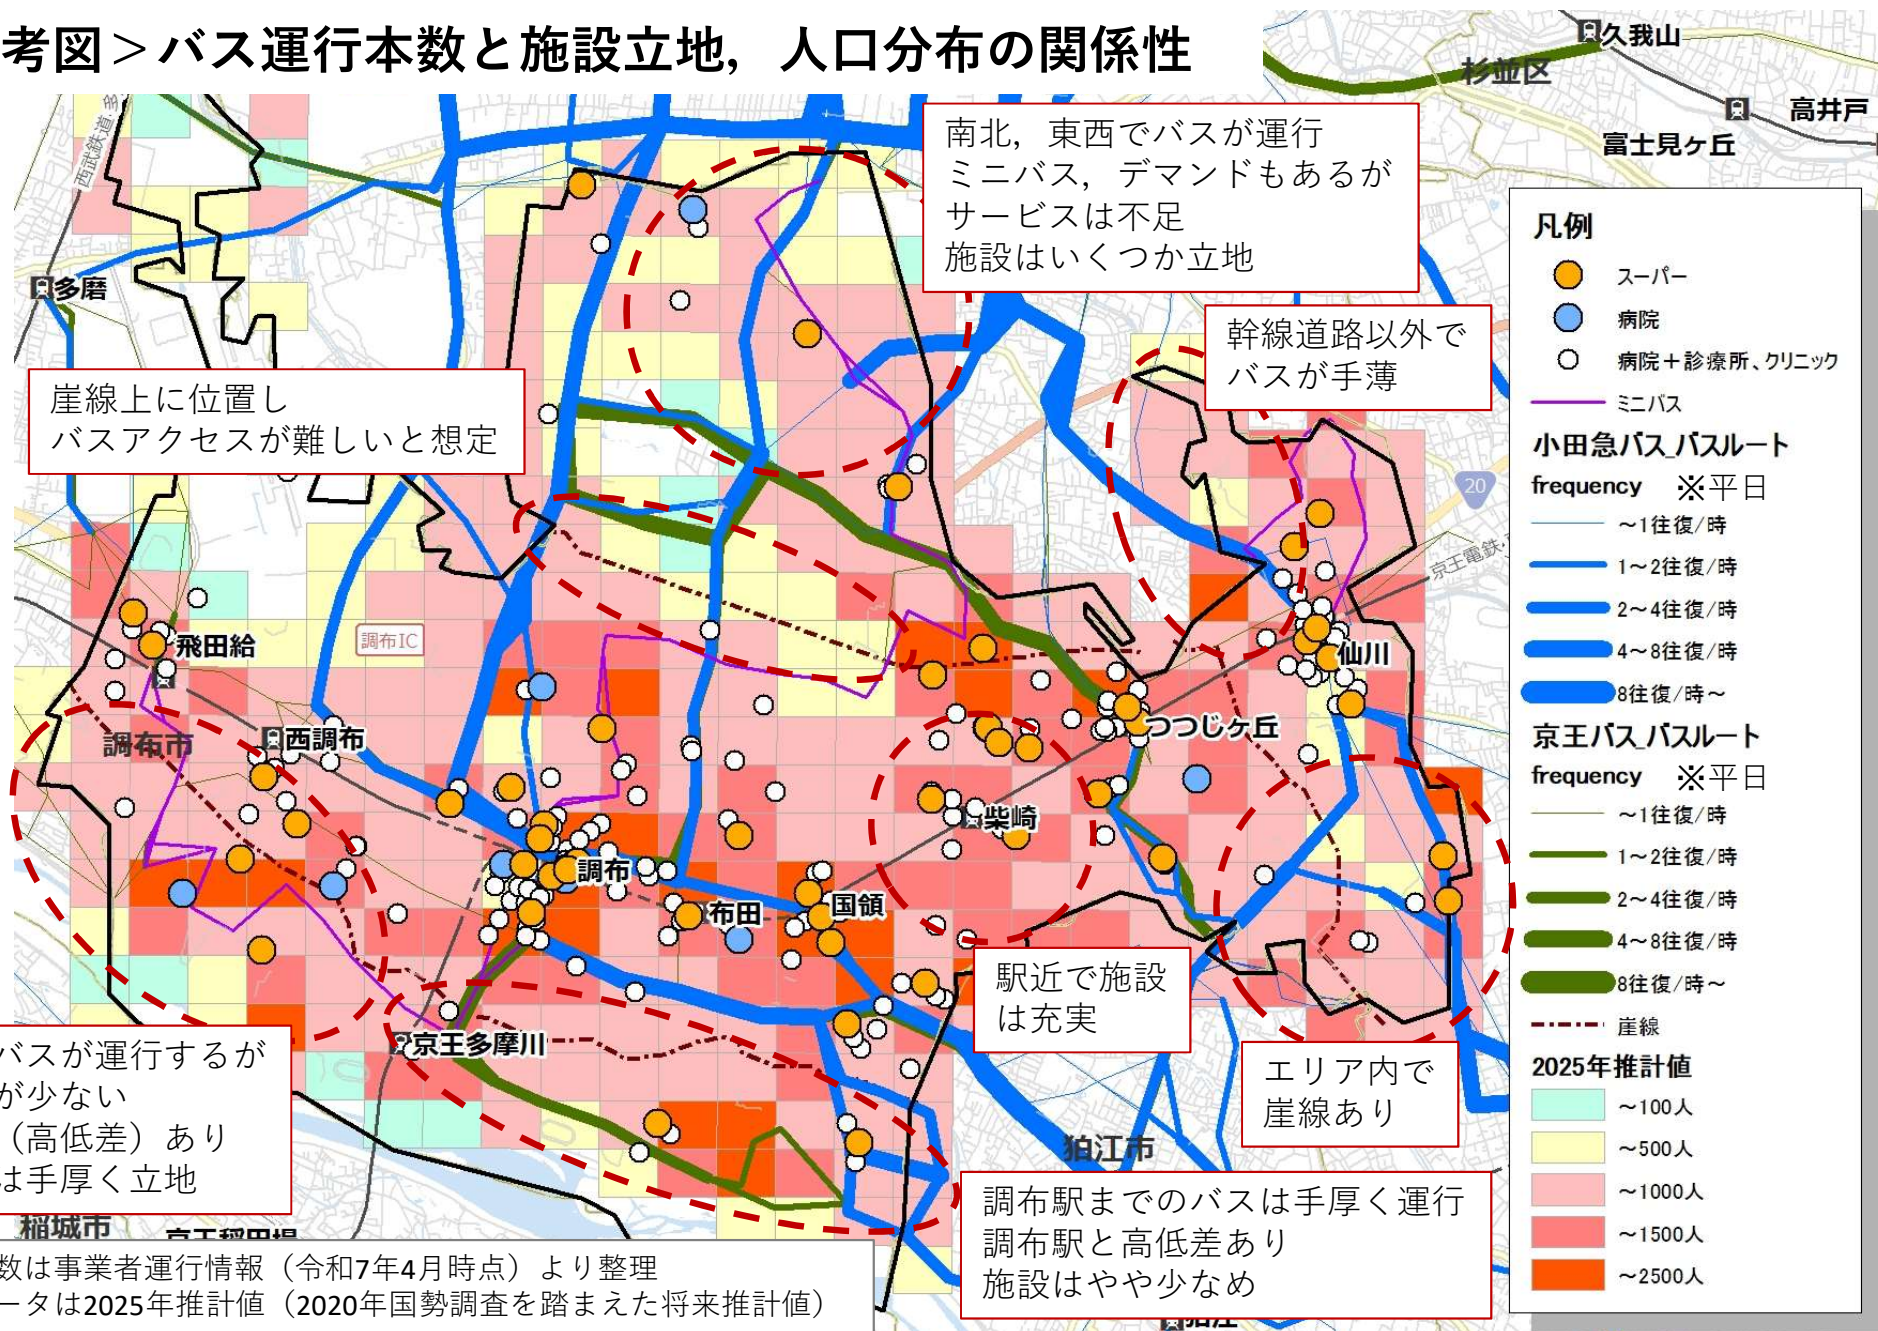 考図＞バス運行本数と施設立地，人口分布の関係性
久我山
杉並区
高井戸
富士見ヶ丘
南北，東西でバスが運行
ミニバス，デマンドもあるが
サービスは不足
施設はいくつか立地
西武鉄道･多
多磨
幹線道路以外で
バスが手薄
崖線上に位置し
バスアクセスが難しいと想定
20
京王電鉄･
調布IC
飛田給
仙川
つつじヶ丘
調布市
西調布
柴崎
調布
布田
国領
駅近で施設
は充実
京王多摩川
バスが運行するが
が少ない
（高低差）あり
は手厚く立地
エリア内で
崖線あり
狛江市
調布駅までのバスは手厚く運行
調布駅と高低差あり
施設はやや少なめ
稲城市
京王稲田堤
狛江
数は事業者運行情報（令和7年4月時点）より整理
ータは2025年推計値（2020年国勢調査を踏まえた将来推計値）
凡例
スーパー
病院
病院＋診療所、クリニック
ミニバス
小田急バス_バスルート
frequency ※平日
～1往復/時
1～2往復/時
2～4往復/時
4～8往復/時
8往復/時～
京王バス_バスルート
frequency ※平日
～1往復/時
1～2往復/時
2～4往復/時
4～8往復/時
8往復/時～
崖線
2025年推計値
～100人
～500人
～1000人
～1500人
～2500人